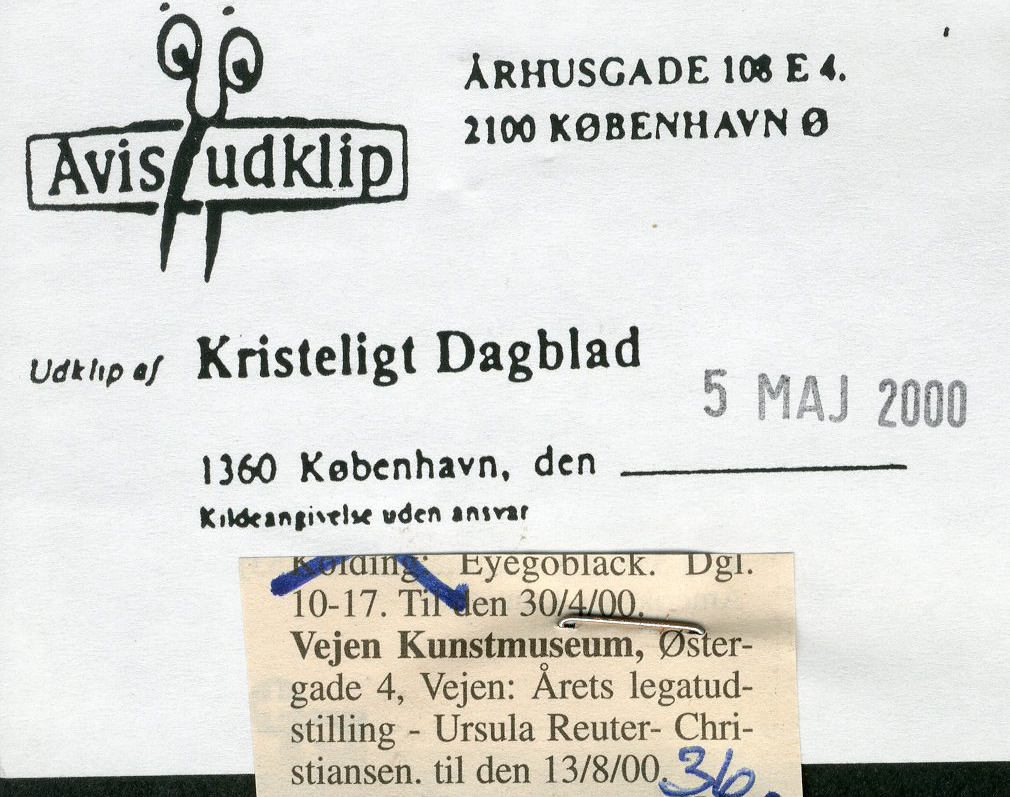 Avis udklip
ÅRHUSGADE 108 E 4.
2100 KØBENHAVN Ø
Udklip af Kristeligt Dagblad
5 MAJ 2000
1360 København, den
Kildeangivelse uden ansvar
Kolding: Eyegoblack. Dgl.
10-17. Til den 30/4/00.
Vejen Kunstmuseum, Øster-
gade 4, Vejen: Årets legatud-
stilling - Ursula Reuter- Chri-
stiansen. til den 13/8/00.
36.